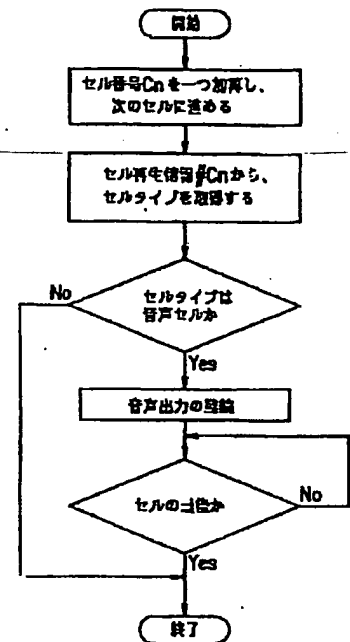 開始
セル番号Cnを一つ加算し、
次のセルに進める
セル再生情報#Cnから、
セルタイプを取得する
セルタイプは
音声セルか
No
Yes
音声出力の
セルの
No
Yes
終了